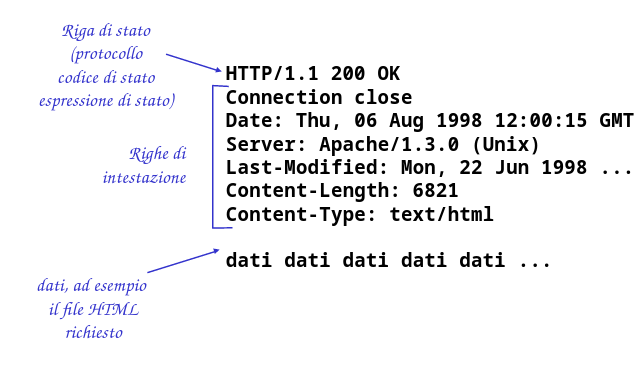 Riga di stato
(protocollo
codice di stato
espressione di stato)
HTTP/1.1 200 OK
Connection close
Date: Thu, 06 Aug 1998 12:00:15 GMT
Server: Apache/1.3.0 (Unix)
Last-Modified: Mon, 22 Jun 1998 ...
Content-Length: 6821
Content-Type: text/html
Righe di
intestazione
dati dati dati dati dati ...
dati, ad esempio
il file HTML
richiesto